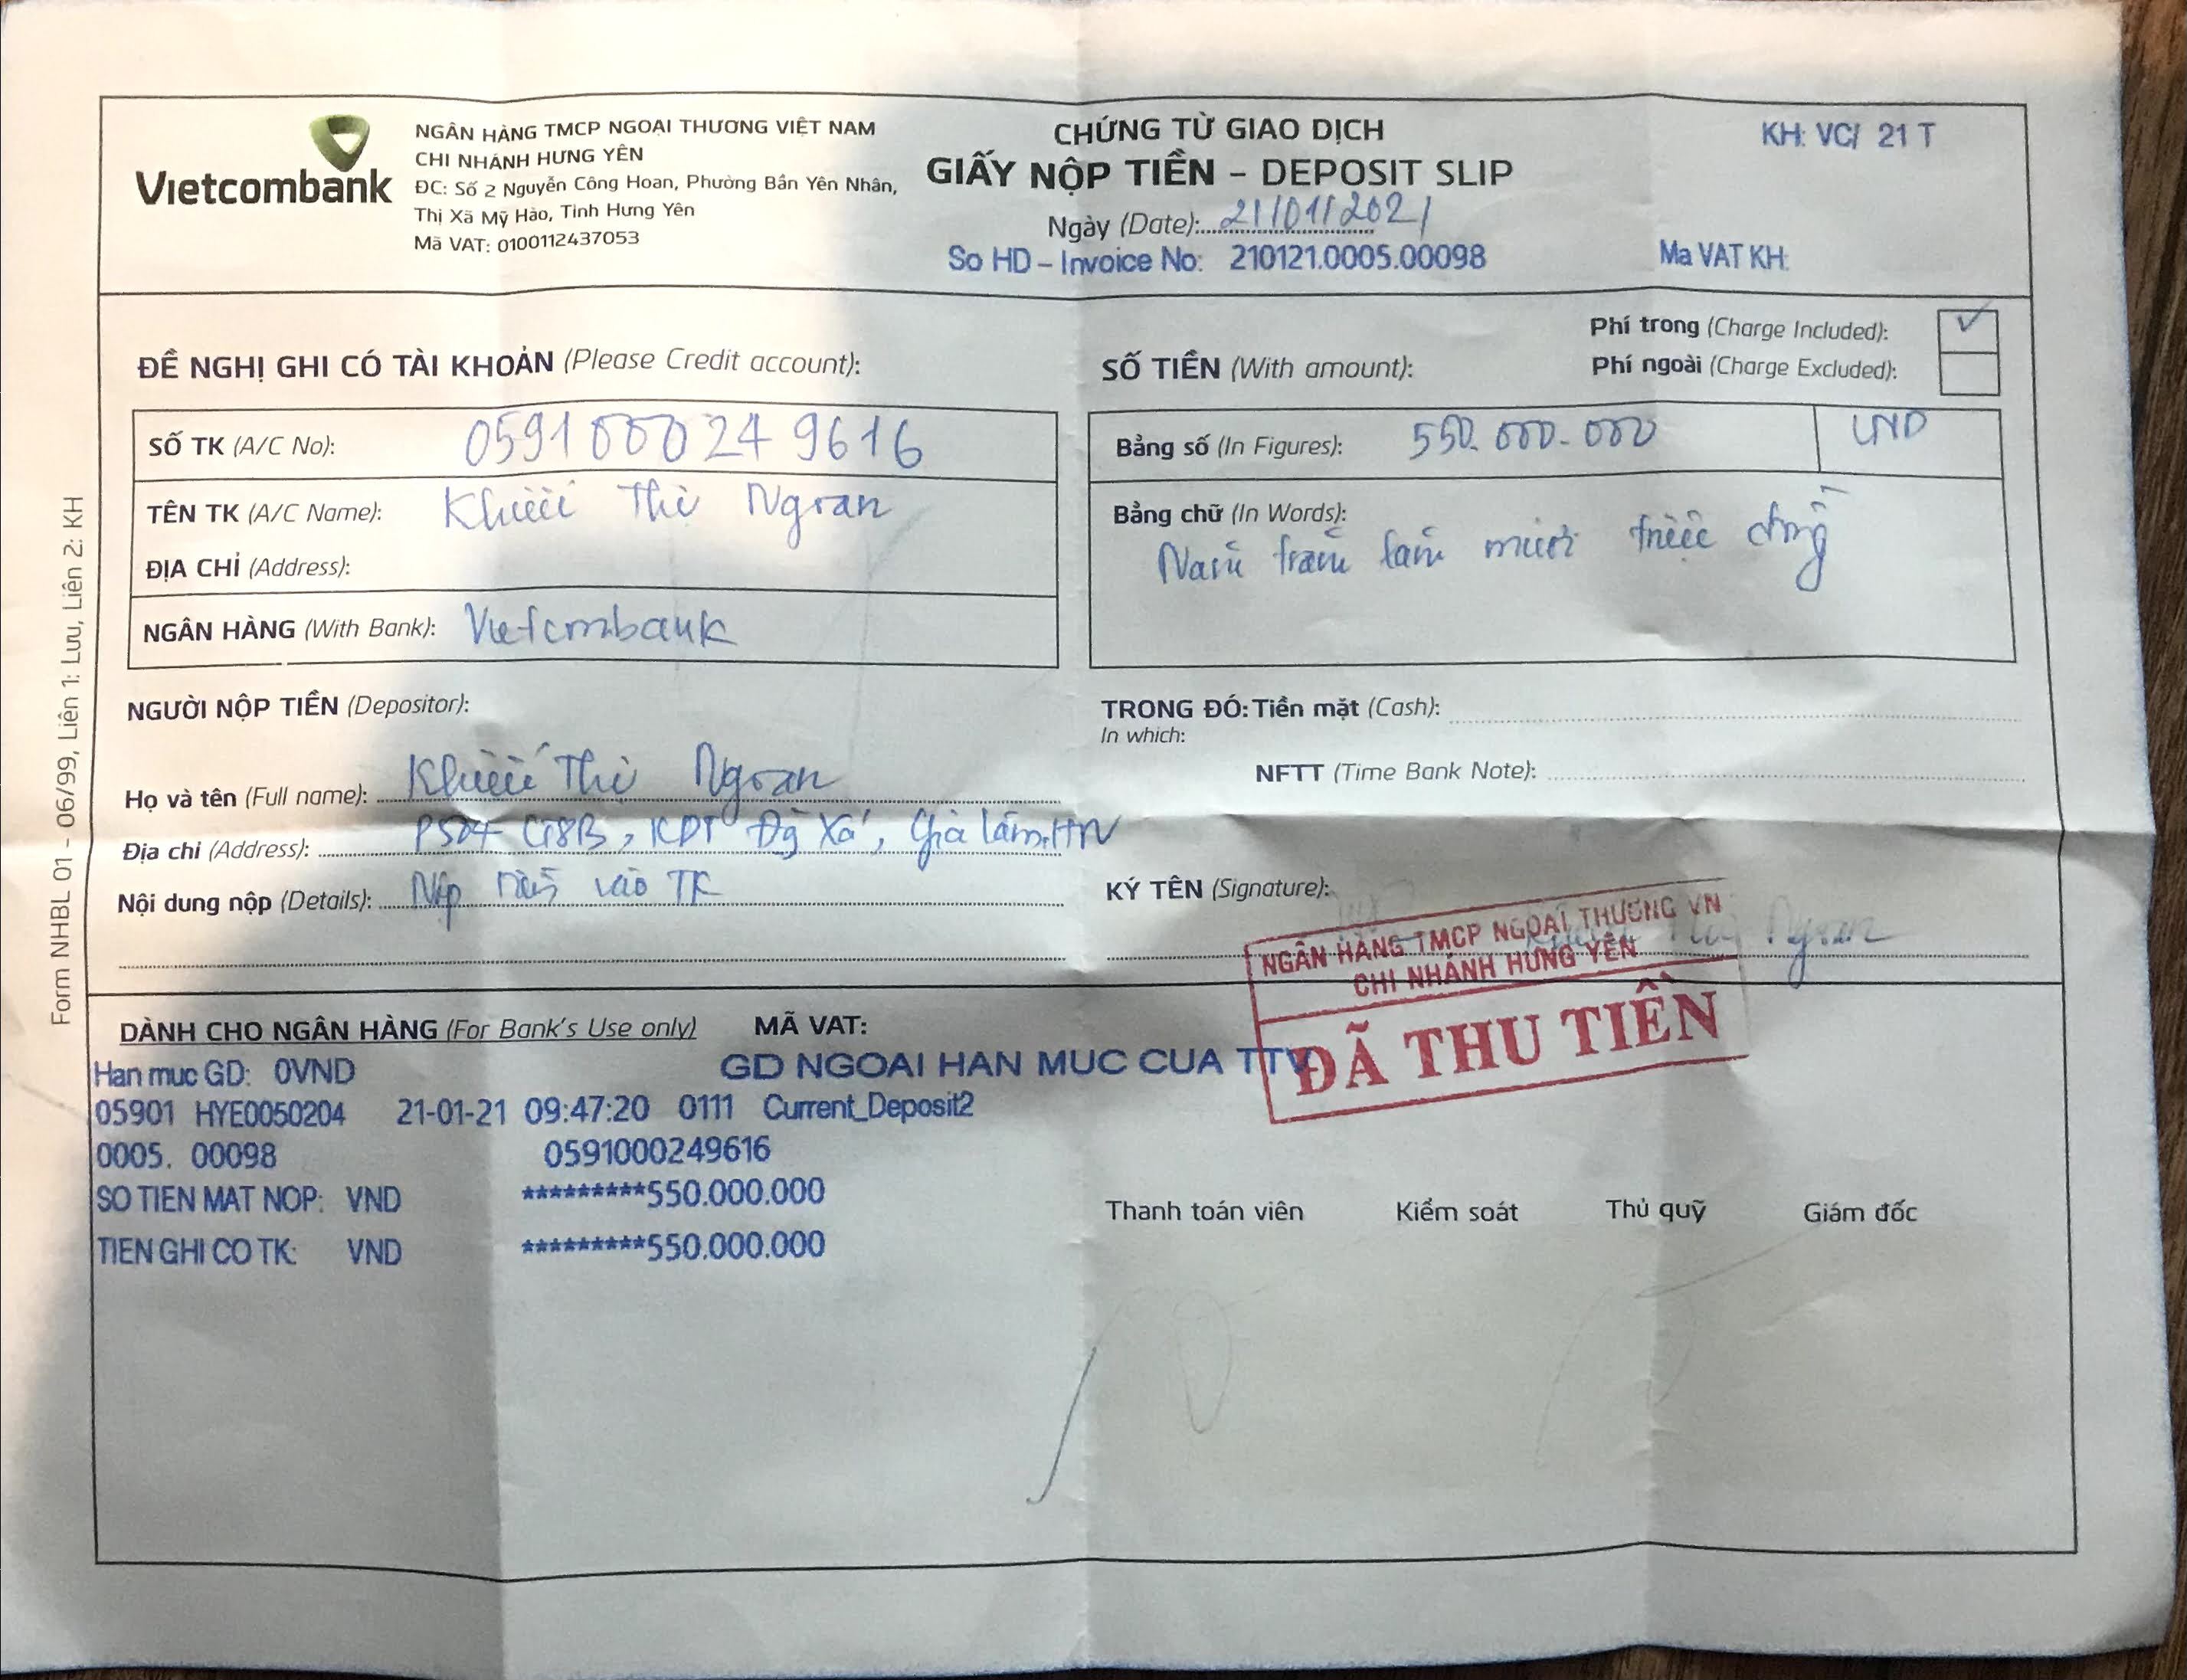 Vietcombank
NGÂN HÀNG TMCP NGOẠI THƯƠNG VIỆT NAM
CHI NHÁNH HƯNG YÊN
ĐC: Số 2 Nguyễn Công Hoan, Phường Bần Yên Nhân,
Thị Xã Mỹ Hào, Tỉnh Hưng Yên
Mã VAT: 0100112437053
CHỨNG TỪ GIAO DỊCH
GIẤY NỘP TIỀN – DEPOSIT SLIP
Ngày (Date): 21/01/2021
So HD – Invoice No: 210121.0005.00098
KH: VC/ 21 T
Ma VAT KH:
ĐỀ NGHỊ GHI CÓ TÀI KHOẢN (Please Credit account):
SỐ TK (A/C No): 0591000249616
TÊN TK (A/C Name): Thị Ngoan
ĐỊA CHỈ (Address):
NGÂN HÀNG (With Bank): Vietcombank
SỐ TIỀN (With amount):
Phí trong (Charge Included): ✓
Phí ngoài (Charge Excluded):
Bằng số (In Figures): 550.000.000 VND
Bằng chữ (In Words):
Năm trăm năm mươi triệu đồng
NGƯỜI NỘP TIỀN (Depositor):
Họ và tên (Full name): Thị Ngoan
Địa chỉ (Address): KĐT Đặng Xá, Gia Lâm, HN
Nội dung nộp (Details): Nộp tiền vào TK
TRONG ĐÓ: Tiền mặt (Cash):
In which:
NFTT (Time Bank Note):
KÝ TÊN (Signature):
Ngoan
NGÂN HÀNG TMCP NGOẠI THƯƠNG VN
CHI NHÁNH HƯNG YÊN
ĐÃ THU TIỀN
DÀNH CHO NGÂN HÀNG (For Bank's Use only) MÃ VAT:
Han muc GD: 0VND GD NGOAI HAN MUC CUA TTV
05901 HYE0050204 21-01-21 09:47:20 0111 Current_Deposit2
0005. 00098 0591000249616
SO TIEN MAT NOP: VND *********550.000.000
TIEN GHI CO TK: VND *********550.000.000
Thanh toán viên Kiểm soát Thủ quỹ Giám đốc
Form NHBL 01 - 06/99, Liên 1: Lưu, Liên 2: KH